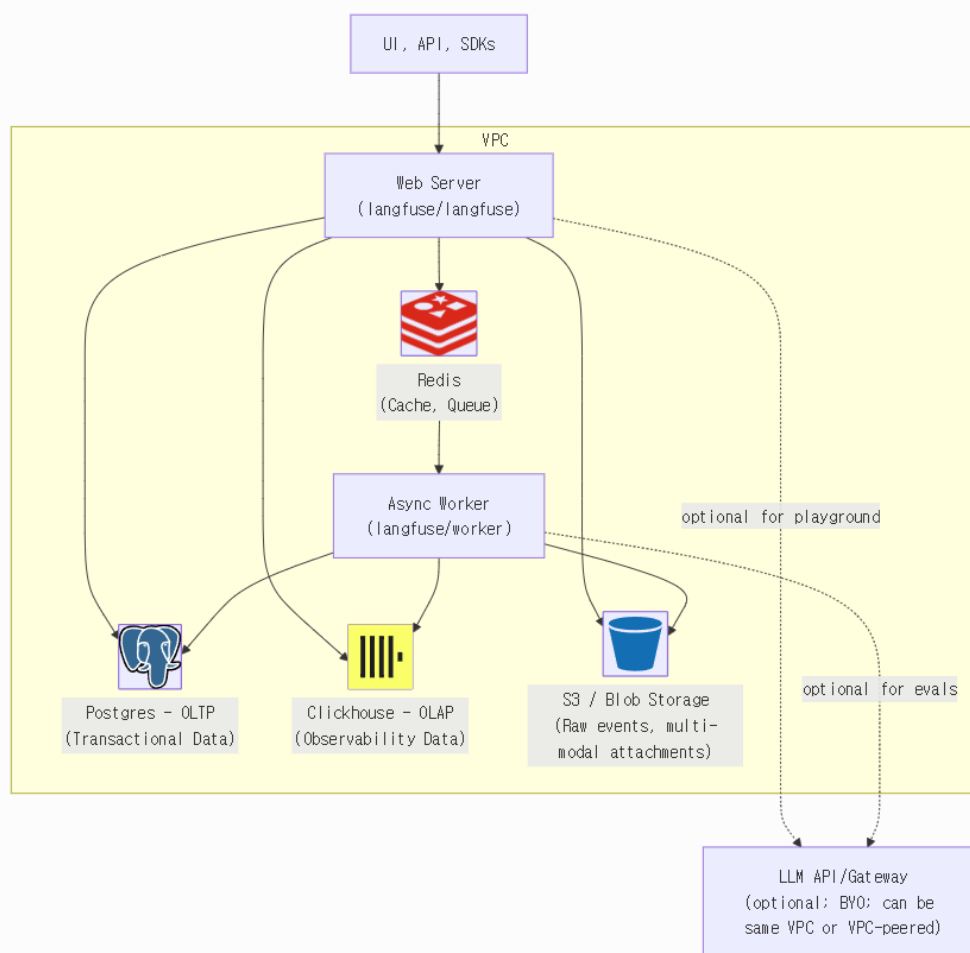 UI, API, SDKs
VPC
Web Server
(langfuse/langfuse)
Redis
(Cache, Queue)
Async Worker
(langfuse/worker)
optional for playground
optional for evals
Postgres - OLTP
(Transactional Data)
Clickhouse - OLAP
(Observability Data)
S3 / Blob Storage
(Raw events, multi-
modal attachments)
LLM API/Gateway
(optional; BYO; can be
same VPC or VPC-peered)